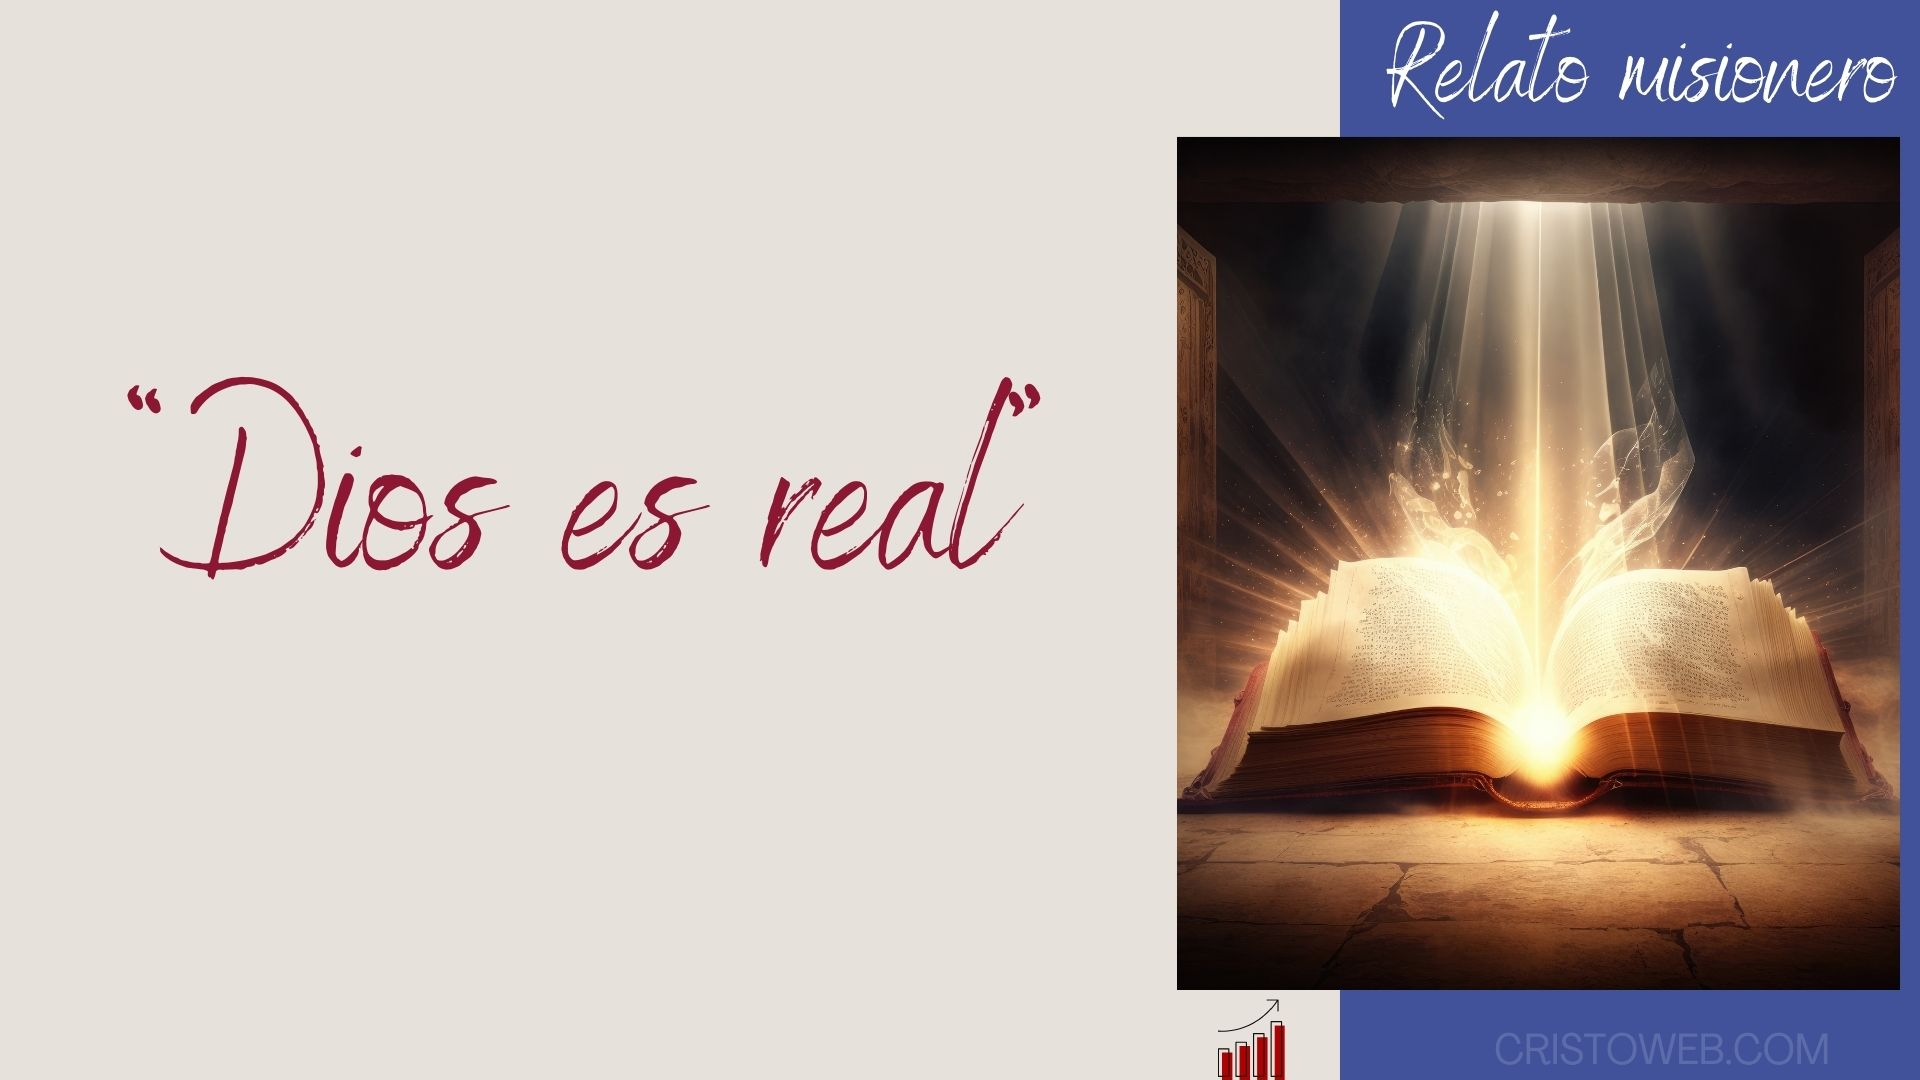 Relato misionero
“Dios es real”
CRISTOWEB.COM